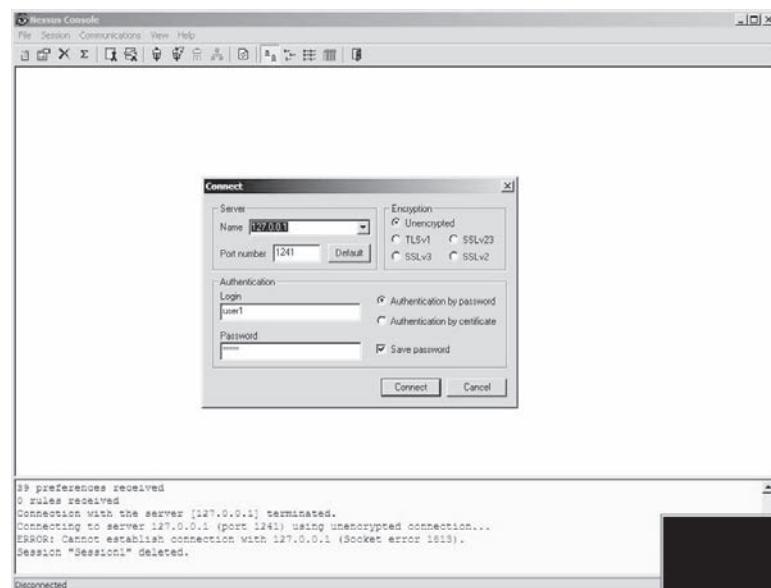 Nessus Console
File Session Communications View Help
Connect
Server
Name 127.0.0.1
Port number 1241 Default
Encryption
Unencrypted
TLSv1 SSLv23
SSLv3 SSLv2
Authentication
Login
user1
Authentication by password
Authentication by certificate
Password
*****
Save password
Connect Cancel
39 preferences received
0 rules received
Connection with the server [127.0.0.1] terminated.
Connecting to server 127.0.0.1 (port 1241) using unencrypted connection...
ERROR: Cannot establish connection with 127.0.0.1 (Socket error 1813).
Session "Session1" deleted.
Disconnected